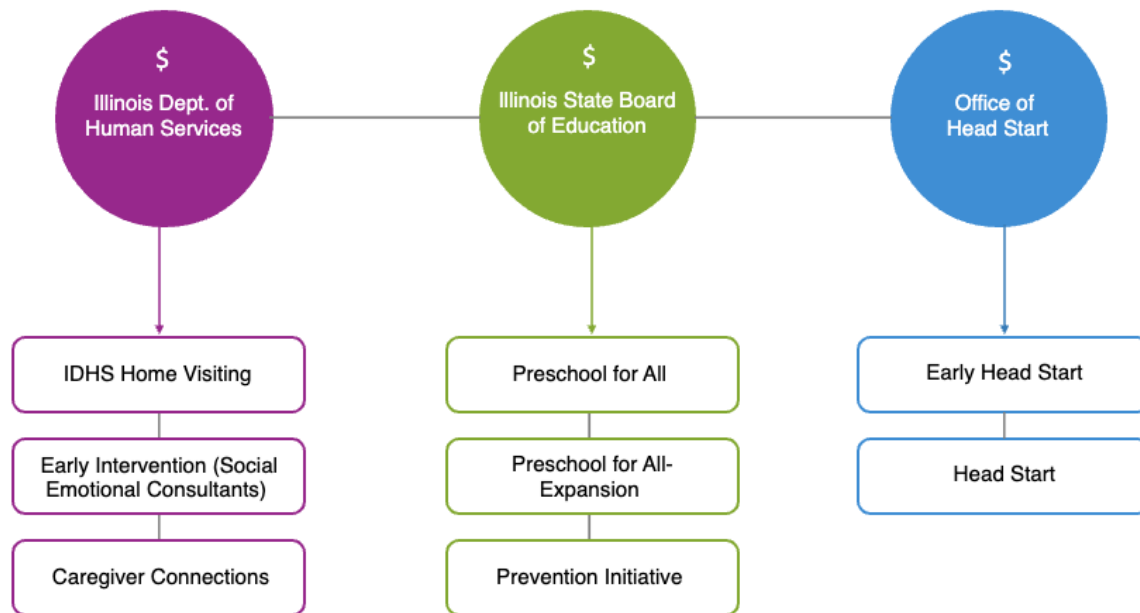 $
Illinois Dept. of
Human Services
$
Illinois State Board
of Education
$
Office of
Head Start
IDHS Home Visiting
Early Intervention (Social
Emotional Consultants)
Caregiver Connections
Preschool for All
Preschool for All-
Expansion
Prevention Initiative
Early Head Start
Head Start